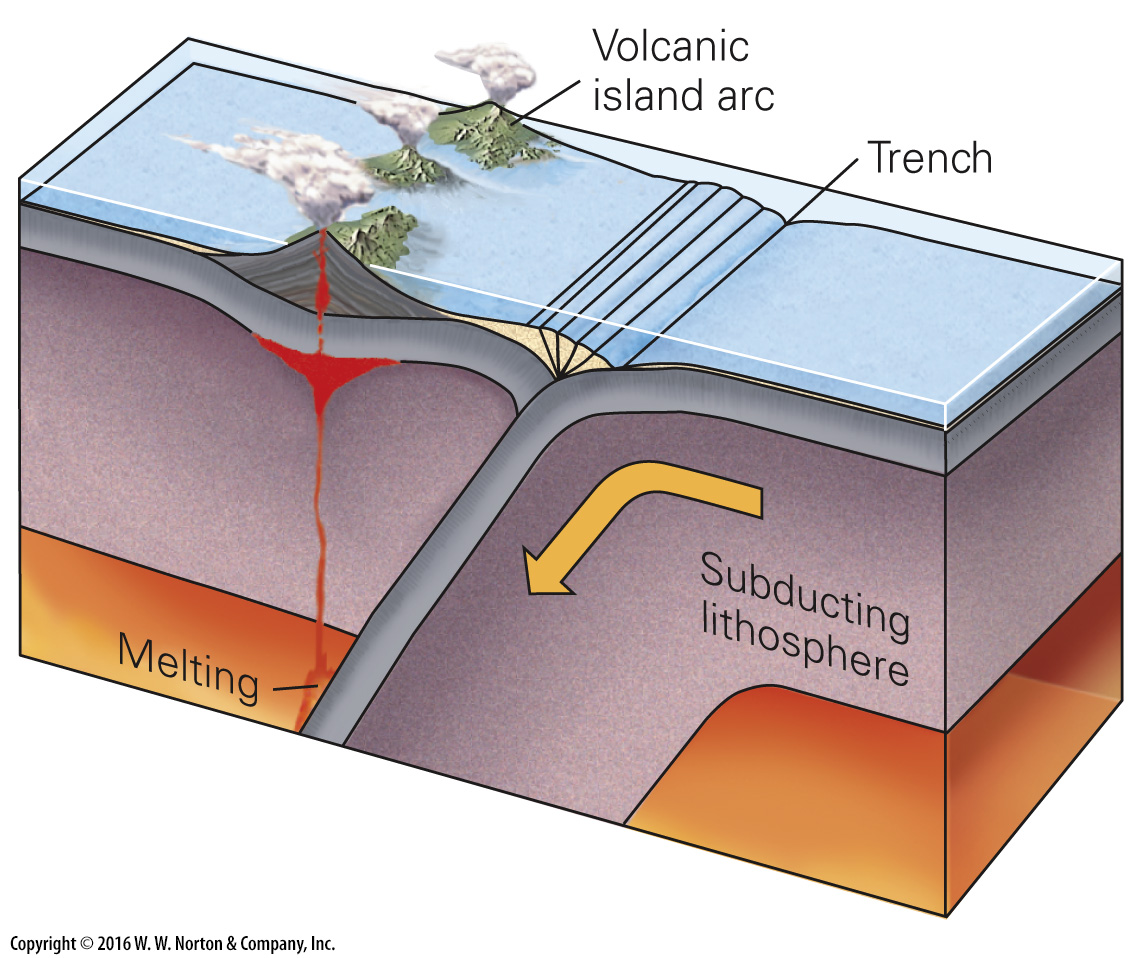 Volcanic
island arc
Trench
Subducting
lithosphere
Melting
Copyright © 2016 W. W. Norton & Company, Inc.